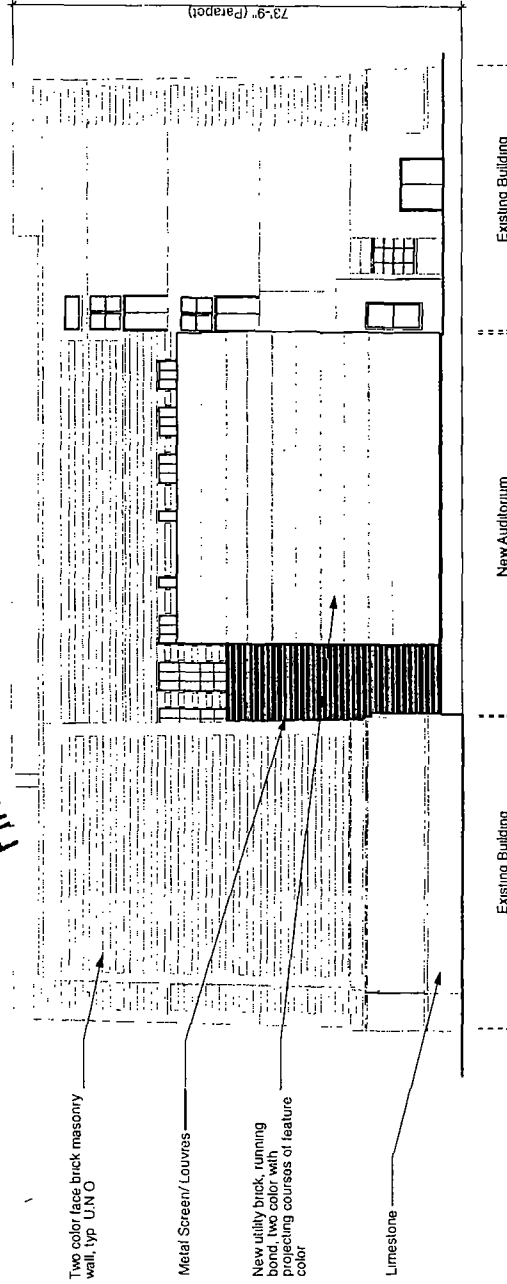 73'-9" (Parapet)
Two color face brick masonry
wall, typ U.N O
Metal Screen/ Louvres
New utility brick, running
bond, two color with
projecting courses of feature
color
Limestone
Existing Building
New Auditorium
Existing Building